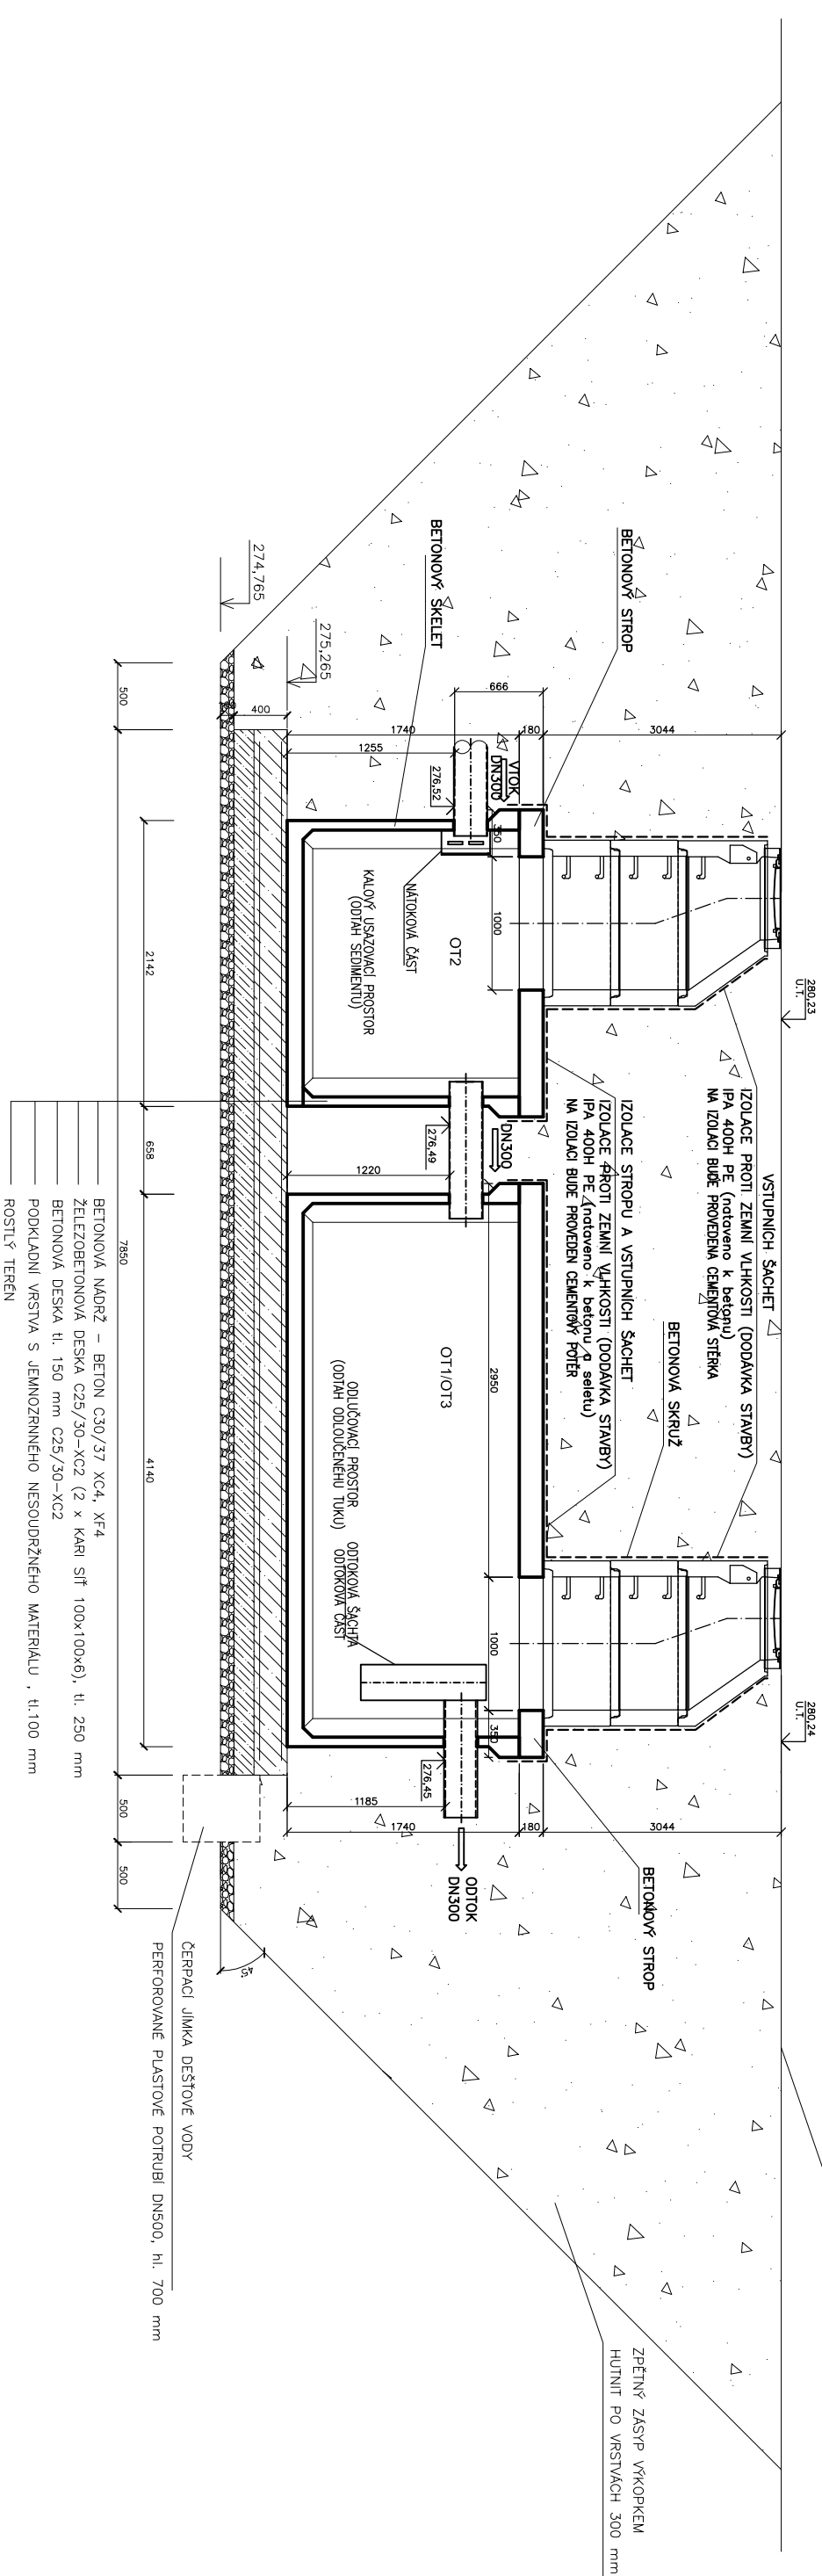 280,23
U.T.
280,24
U.T.
VSTUPNÍCH ŠACHET
IZOLACE PROTI ZEMNÍ VLHKOSTI (DODÁVKA STAVBY)
IPA 400H PE (nataveno k betonu)
NA IZOLACI BUDE PROVEDENA CEMENTOVÁ STĚRKA
BETONOVÁ SKRUŽ
IZOLACE STROPU A VSTUPNÍCH ŠACHET
IZOLACE PROTI ZEMNÍ VLHKOSTI (DODÁVKA STAVBY)
IPA 400H PE (nataveno k betonu a seletu)
NA IZOLACI BUDE PROVEDEN CEMENTOVÝ POTĚR
BETONOVÝ STROP
BETONOVÝ STROP
ZPĚTNÝ ZÁSYP VÝKOPKEM
HUTNIT PO VRSTVÁCH 300 mm
3044
180
1740
666
1255
400
3044
180
1740
1185
VTOK
DN300
276,52
350
1000
NÁTOKOVÁ ČÁST
OT2
KALOVÝ USAZOVACÍ PROSTOR
(ODTAH SEDIMENTU)
DN300
276,49
1220
2950
1000
350
OT1/OT3
ODLUČOVACÍ PROSTOR
(ODTAH ODLOUČENÉHO TUKU)
ODTOKOVÁ ŠACHTA
ODTOKOVÁ ČÁST
276,45
ODTOK
DN300
BETONOVÝ SKELET
275,265
274,765
45°
2142
658
4140
500
7850
500
500
ČERPACÍ JÍMKA DEŠŤOVÉ VODY
PERFOROVANÉ PLASTOVÉ POTRUBÍ DN500, hl. 700 mm
BETONOVÁ NÁDRŽ – BETON C30/37 XC4, XF4
ŽELEZOBETONOVÁ DESKA C25/30-XC2 (2 x KARI SÍŤ 100x100x6), tl. 250 mm
BETONOVÁ DESKA tl. 150 mm C25/30-XC2
PODKLADNÍ VRSTVA S JEMNOZRNNÉHO NESOUDRŽNÉHO MATERIÁLU , tl.100 mm
ROSTLÝ TERÉN